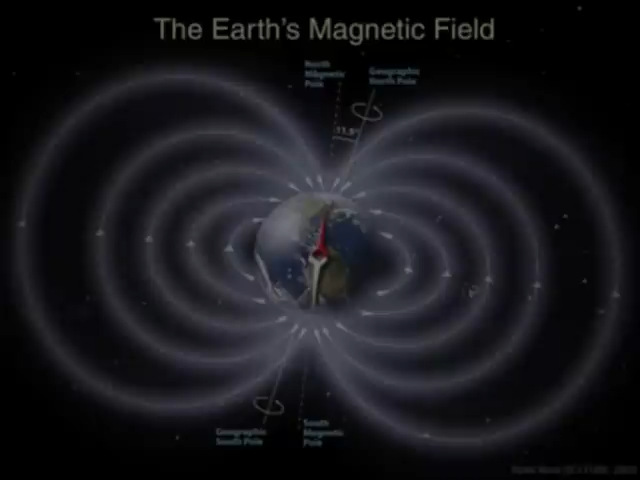 The Earth's Magnetic Field
North
Magnetic
Pole
Geographic
North Pole
11.5°
Geographic
South Pole
South
Magnetic
Pole